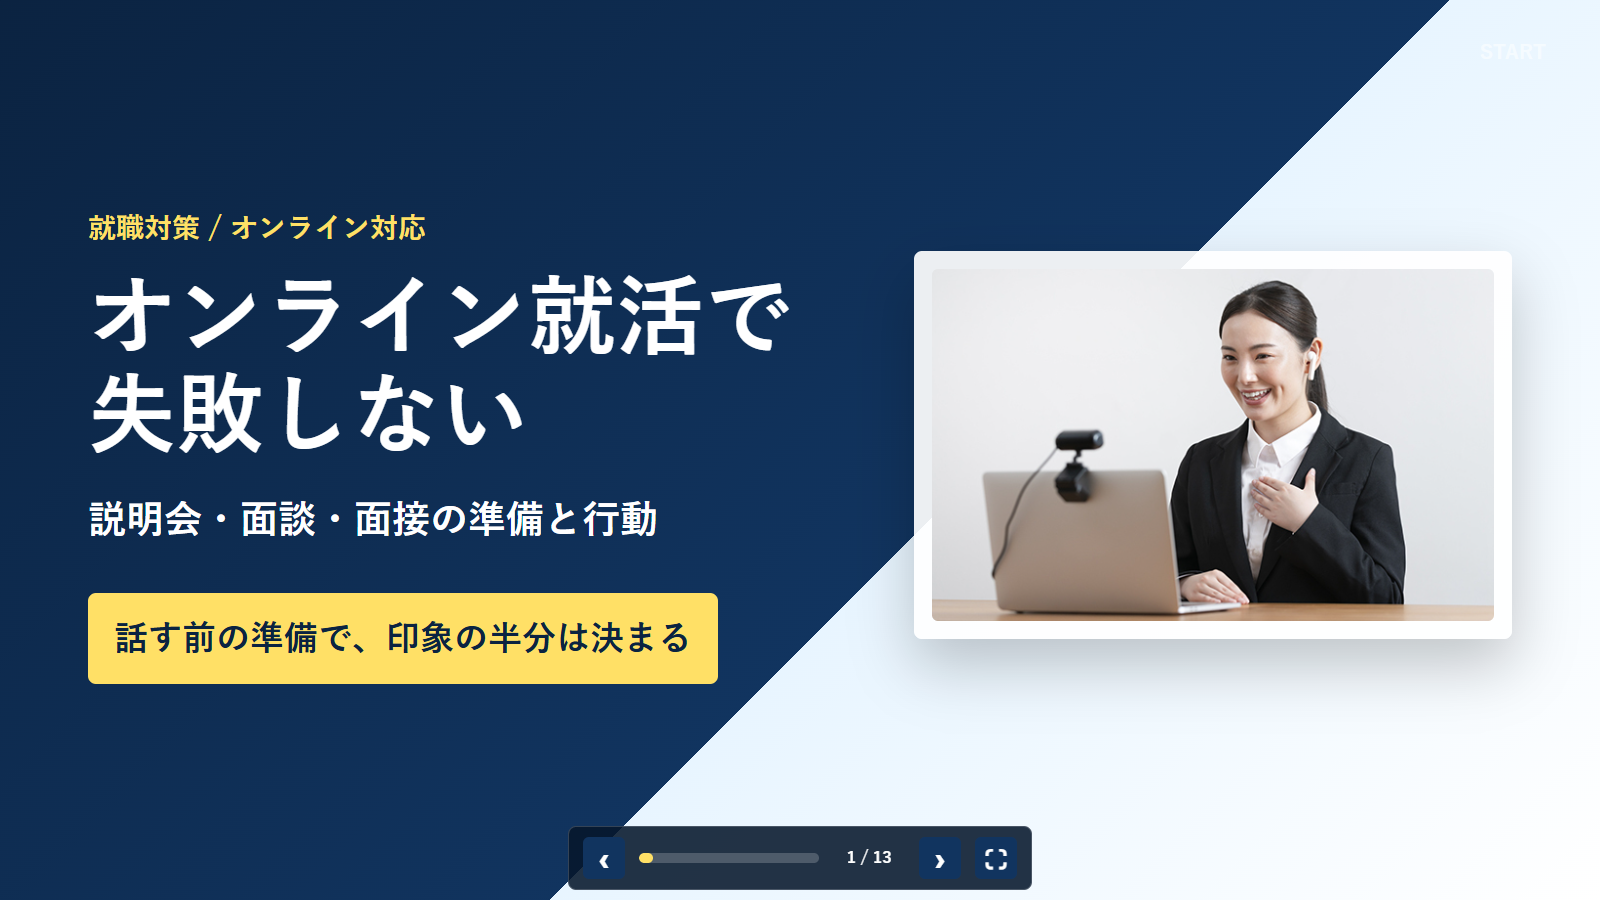 START
就職対策 / オンライン対応
オンライン就活で
失敗しない
説明会・面談・面接の準備と行動
話す前の準備で、印象の半分は決まる
‹ 1 / 13 ›